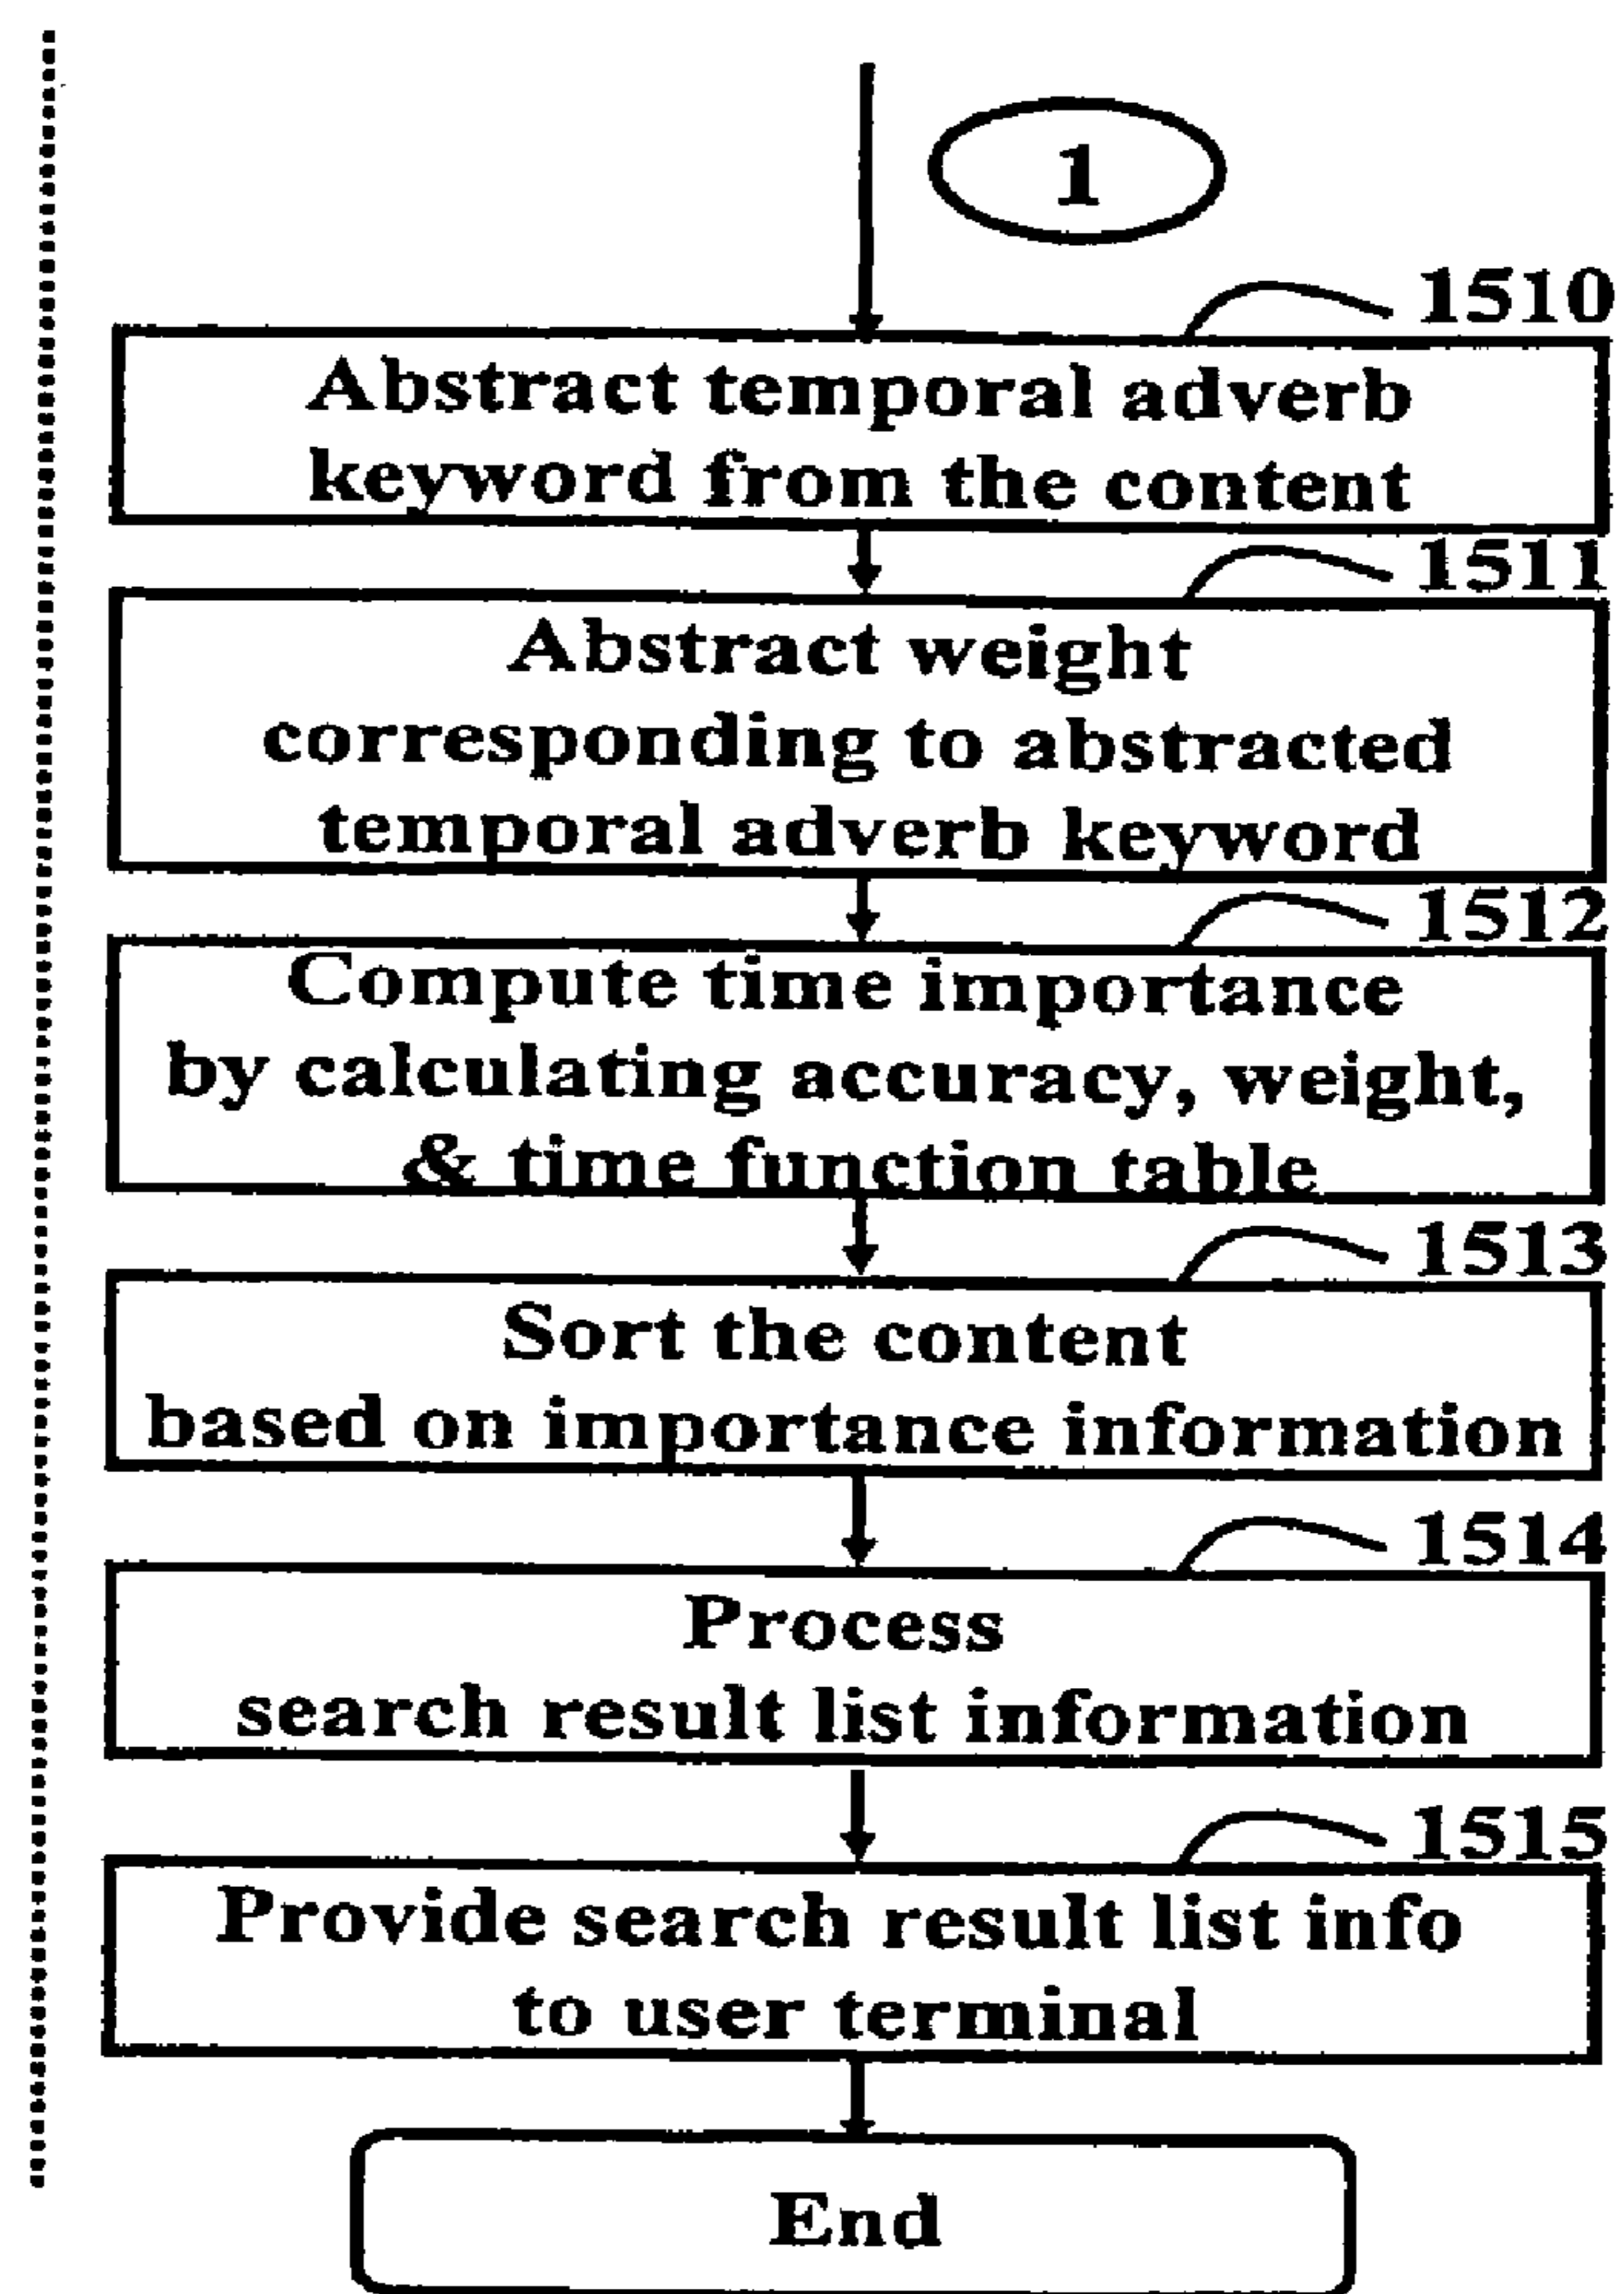 1
1510
Abstract temporal adverb
keyword from the content
1511
Abstract weight
corresponding to abstracted
temporal adverb keyword
1512
Compute time importance
by calculating accuracy, weight,
& time function table
1513
Sort the content
based on importance information
1514
Process
search result list information
1515
Provide search result list info
to user terminal
End